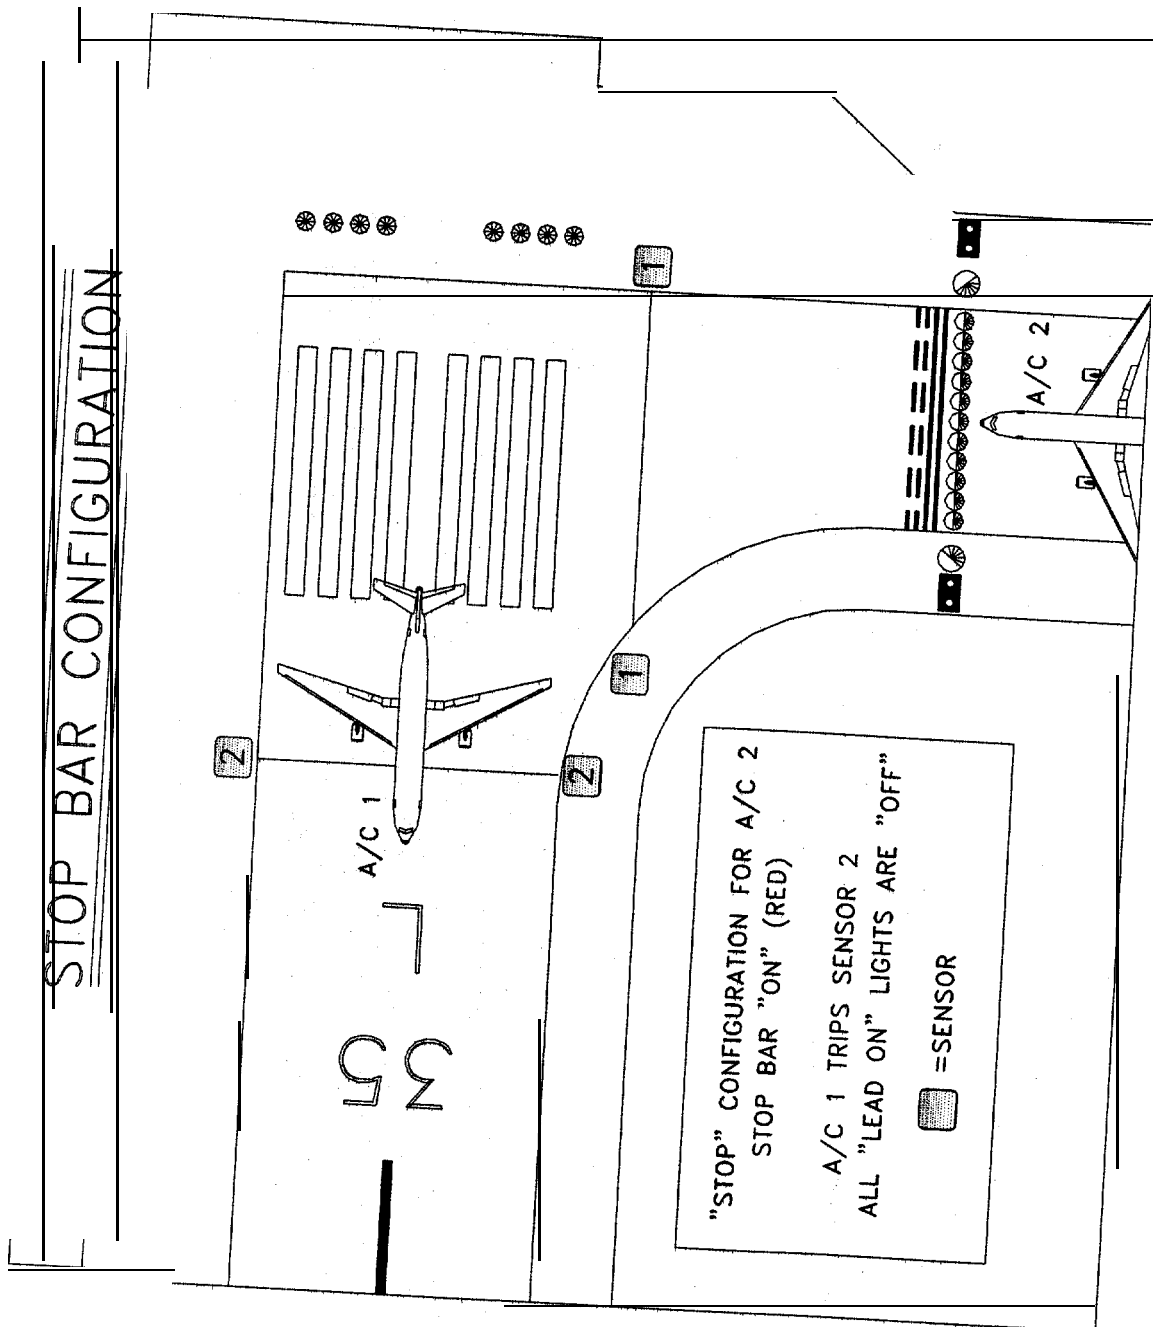 STOP BAR CONFIGURATION
1
A/C 2
2
1
2
A/C 1
35 L
"STOP" CONFIGURATION FOR A/C 2
STOP BAR "ON" (RED)
A/C 1 TRIPS SENSOR 2
ALL "LEAD ON" LIGHTS ARE "OFF"
=SENSOR